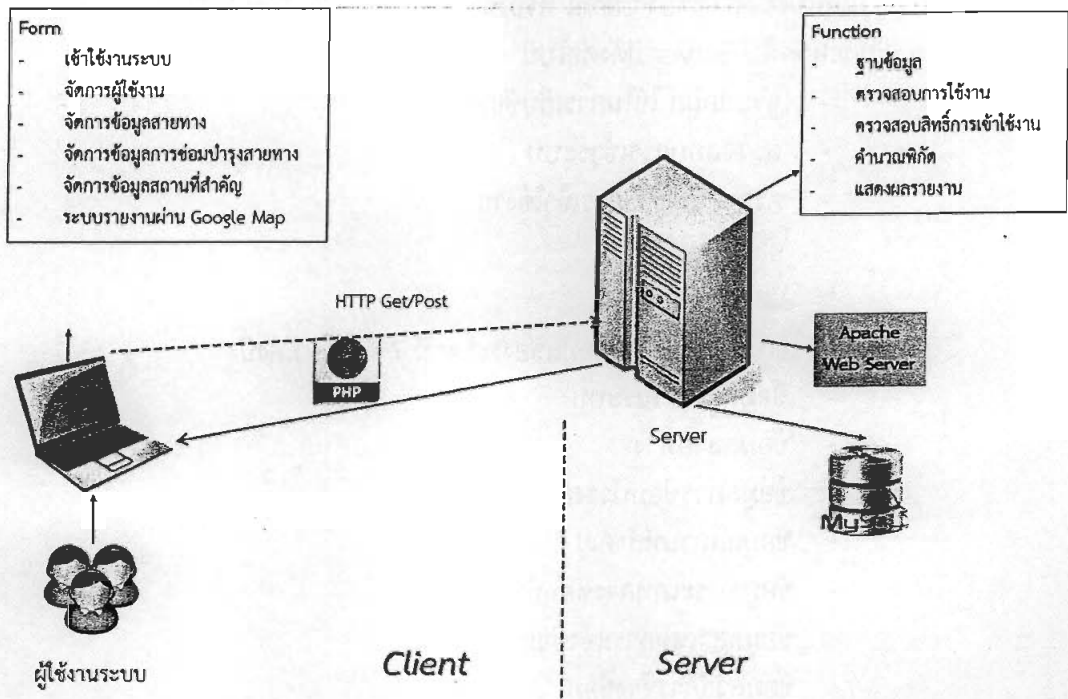 Form
- เข้าใช้งานระบบ
- จัดการผู้ใช้งาน
- จัดการข้อมูลสายทาง
- จัดการข้อมูลการซ่อมบำรุงสายทาง
- จัดการข้อมูลสถานที่สำคัญ
- ระบบรายงานผ่าน Google Map
Function
- ฐานข้อมูล
- ตรวจสอบการใช้งาน
- ตรวจสอบสิทธิ์การเข้าใช้งาน
- คำนวณพิกัด
- แสดงผลรายงาน
HTTP Get/Post
PHP
Apache
Web Server
Server
MySQL
ผู้ใช้งานระบบ
Client
Server